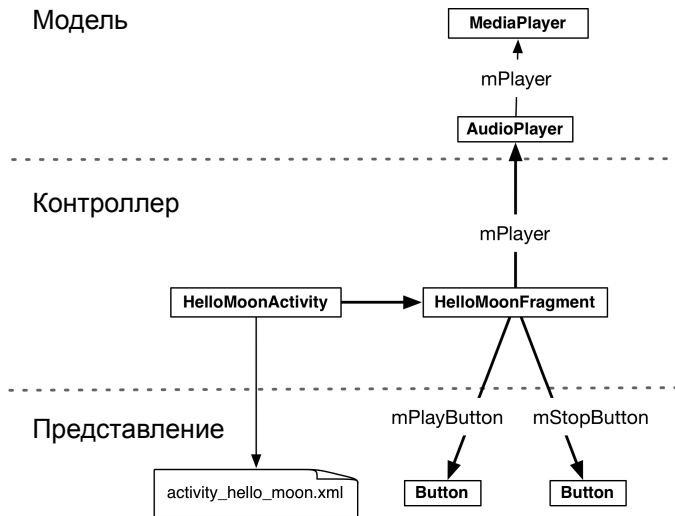 Модель
MediaPlayer
mPlayer
AudioPlayer
Контроллер
mPlayer
HelloMoonActivity
HelloMoonFragment
mPlayButton
mStopButton
Представление
activity_hello_moon.xml
Button
Button